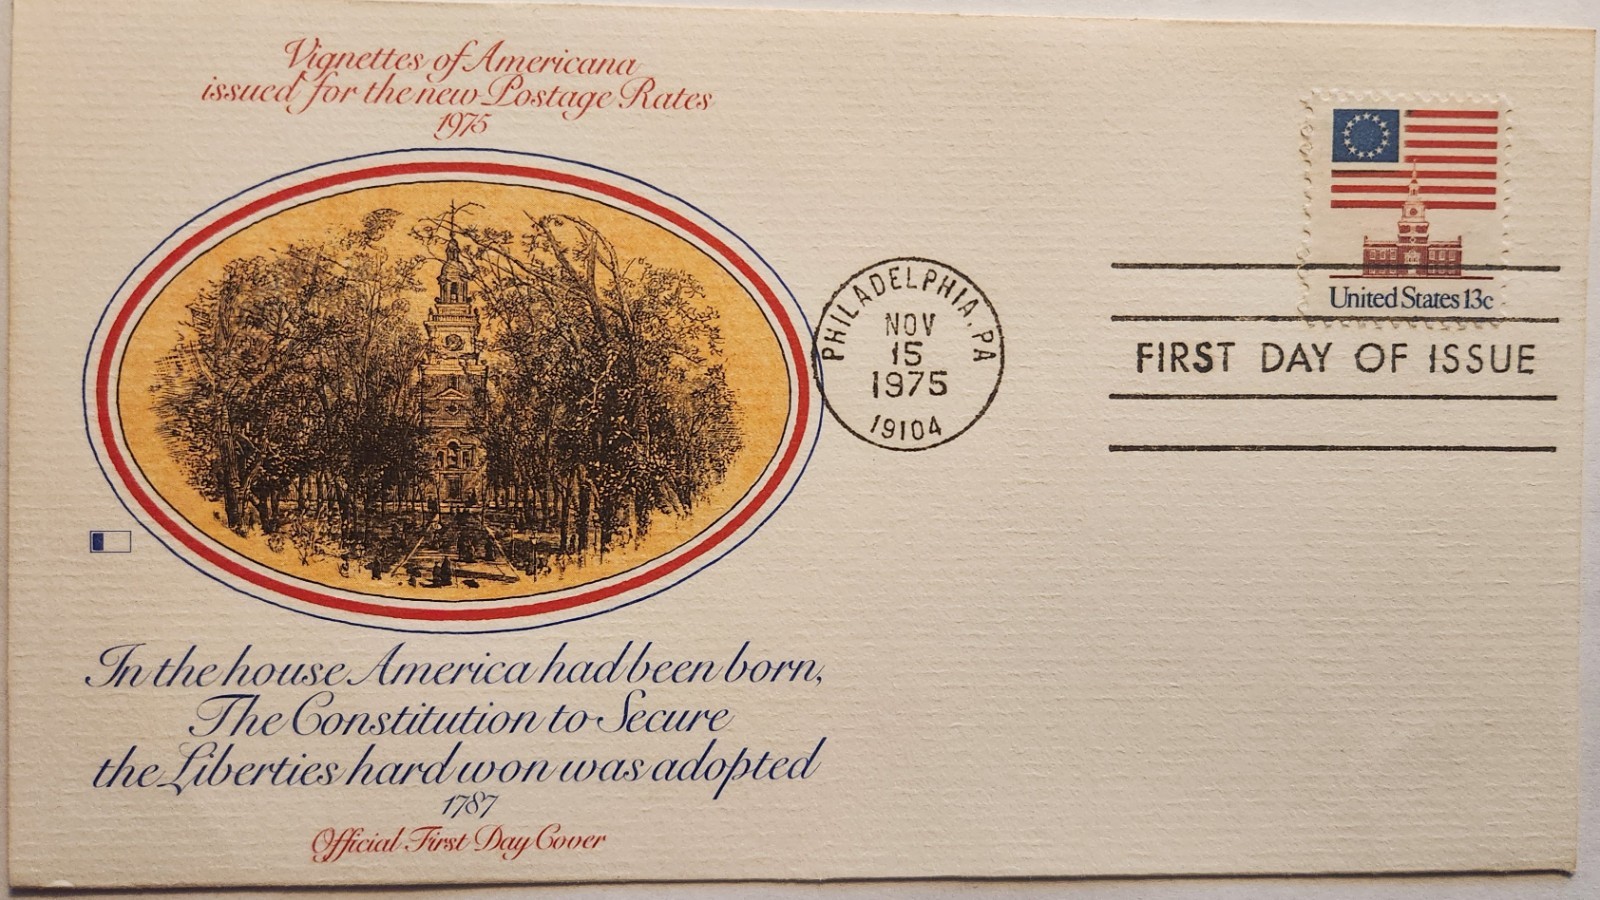 Vignettes of Americana
issued for the new Postage Rates
1975
United States 13c
PHILADELPHIA, PA
NOV
15
1975
19104
FIRST DAY OF ISSUE
In the house America had been born,
The Constitution to Secure
the Liberties hard won was adopted
1787
Official First Day Cover